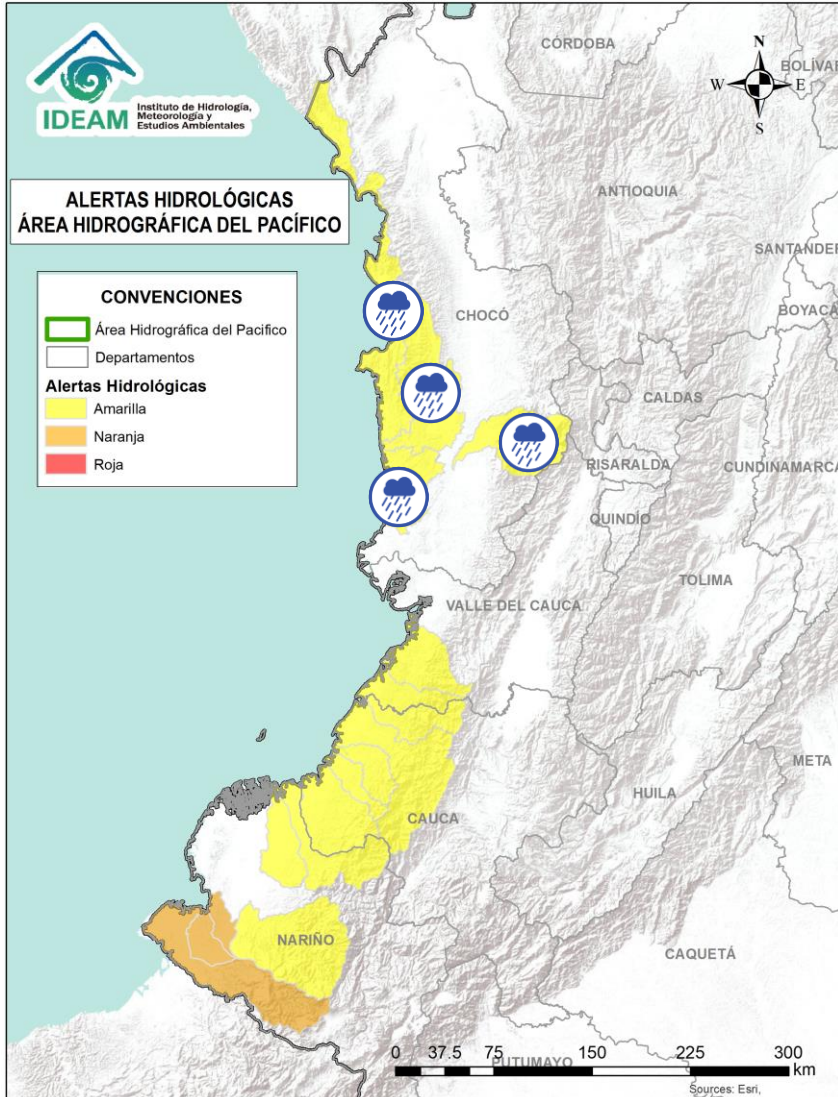 IDEAM
Instituto de Hidrología,
Meteorología y
Estudios Ambientales
ALERTAS HIDROLÓGICAS
ÁREA HIDROGRÁFICA DEL PACÍFICO
CONVENCIONES
Área Hidrográfica del Pacifico
Departamentos
Alertas Hidrológicas
Amarilla
Naranja
Roja
N
W E
S
CÓRDOBA
BOLÍVAR
ANTIOQUIA
SANTANDER
BOYACÁ
CHOCÓ
CALDAS
RISARALDA
CUNDINAMARCA
QUINDÍO
TOLIMA
VALLE DEL CAUCA
META
HUILA
CAUCA
NARIÑO
CAQUETÁ
PUTUMAYO
0 37.5 75 150 225 300
km
Sources: Esri,